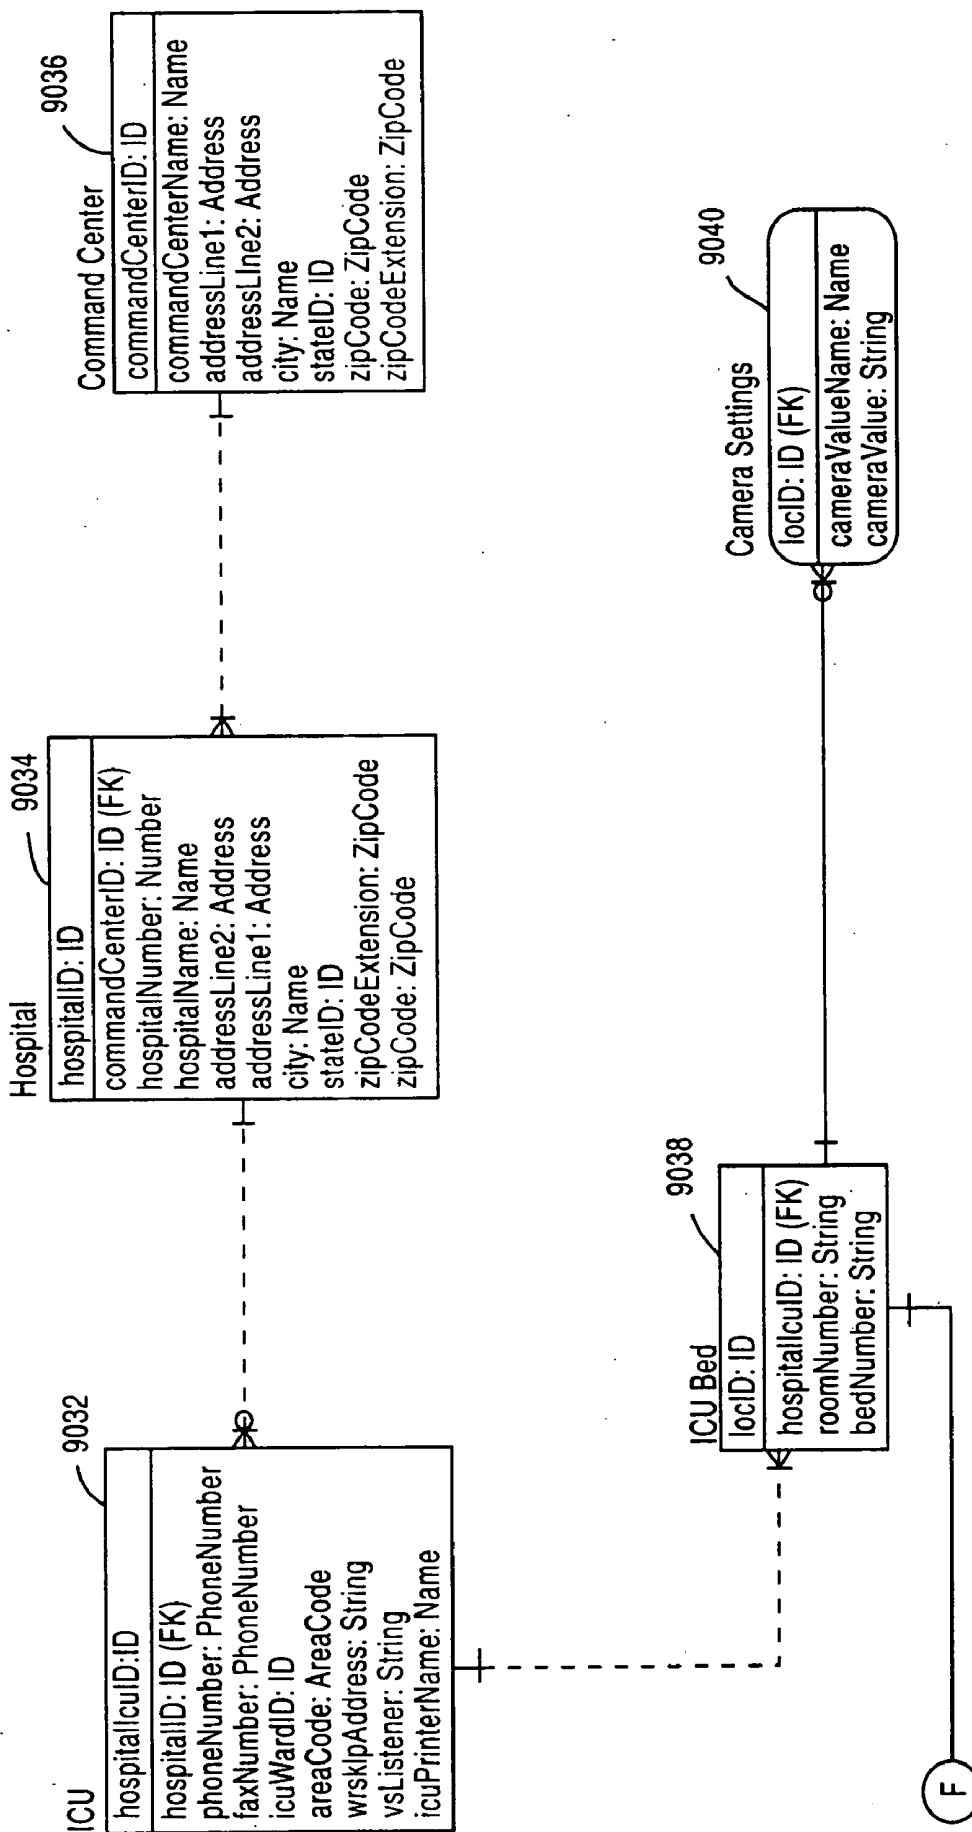 ICU
9032
hospitalIcuID:ID
hospitalID: ID (FK)
phoneNumber: PhoneNumber
faxNumber: PhoneNumber
icuWardID: ID
areaCode: AreaCode
wrskIpAddress: String
vsListener: String
icuPrinterName: Name
Hospital
9034
hospitalID: ID
commandCenterID: ID (FK)
hospitalNumber: Number
hospitalName: Name
addressLine2: Address
addressLine1: Address
city: Name
stateID: ID
zipCodeExtension: ZipCode
zipCode: ZipCode
Command Center
9036
commandCenterID: ID
commandCenterName: Name
addressLine1: Address
addressLIne2: Address
city: Name
stateID: ID
zipCode: ZipCode
zipCodeExtension: ZipCode
ICU Bed
9038
locID: ID
hospitalIcuID: ID (FK)
roomNumber: String
bedNumber: String
Camera Settings
9040
locID: ID (FK)
cameraValueName: Name
cameraValue: String
F